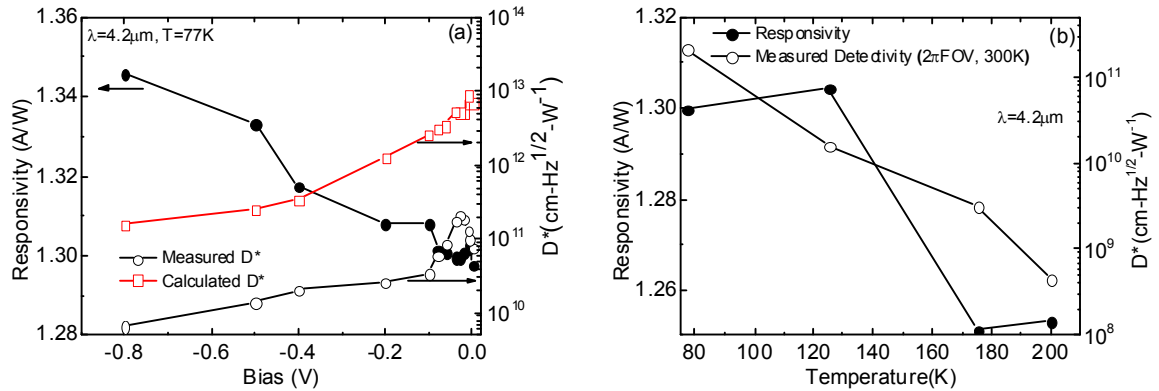 (a)
λ=4.2μm, T=77K
Responsivity (A/W)
1.36
1.34
1.32
1.30
1.28
Measured D*
Calculated D*
-0.8 -0.6 -0.4 -0.2 0.0
Bias (V)
10^14
10^13
10^12
10^11
10^10
D*(cm-Hz^1/2-W^-1)
(b)
Responsivity
Measured Detectivity (2πFOV, 300K)
λ=4.2μm
Responsivity (A/W)
1.32
1.30
1.28
1.26
80 100 120 140 160 180 200
Temperature(K)
10^11
10^10
10^9
10^8
D*(cm-Hz^1/2-W^-1)